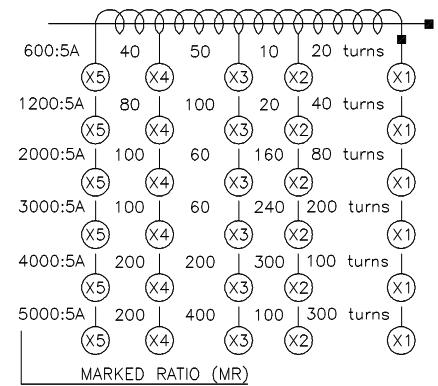 600:5A 40 50 10 20 turns
X5 X4 X3 X2 X1
1200:5A 80 100 20 40 turns
X5 X4 X3 X2 X1
2000:5A 100 60 160 80 turns
X5 X4 X3 X2 X1
3000:5A 100 60 240 200 turns
X5 X4 X3 X2 X1
4000:5A 200 200 300 100 turns
X5 X4 X3 X2 X1
5000:5A 200 400 100 300 turns
X5 X4 X3 X2 X1
MARKED RATIO (MR)